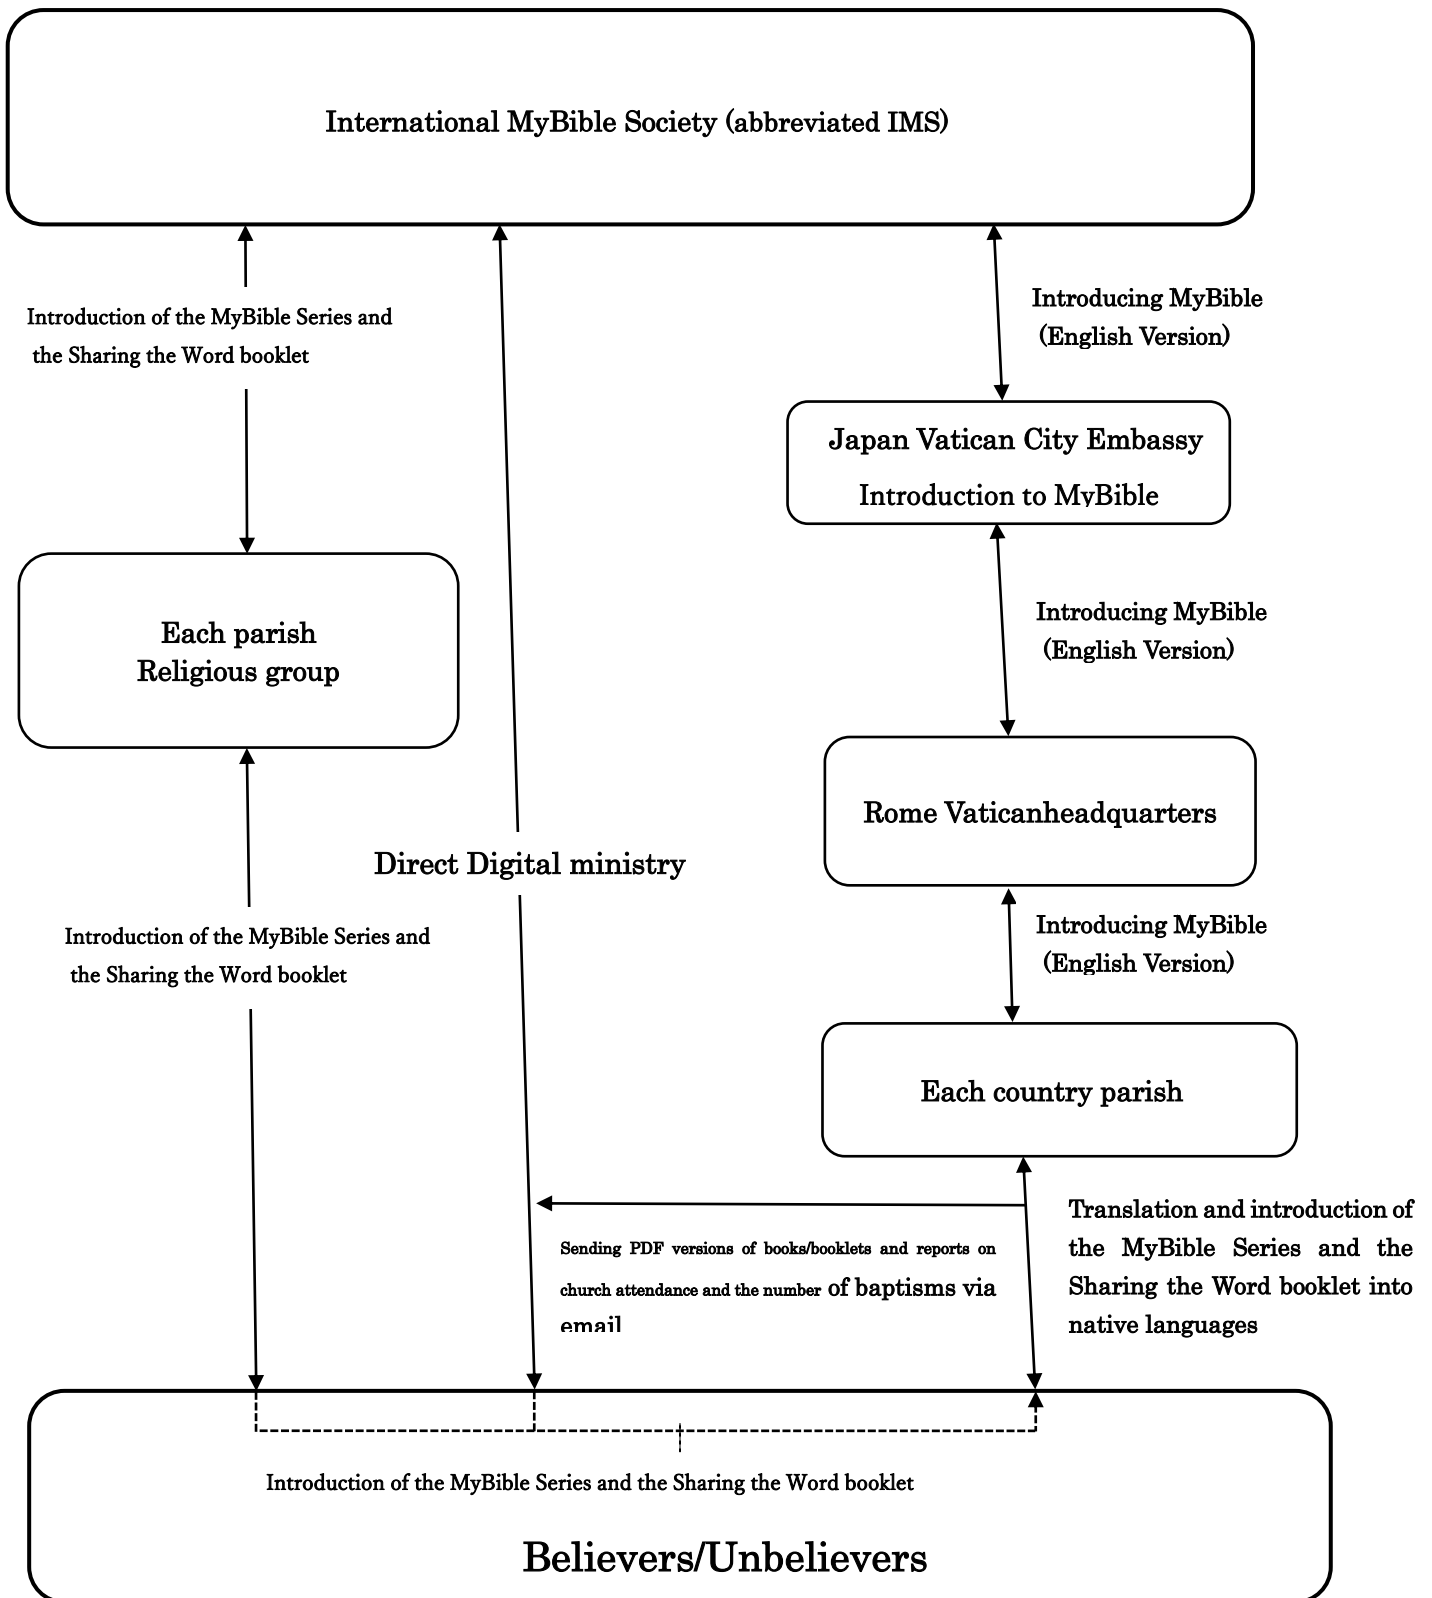 International MyBible Society (abbreviated IMS)
Introduction of the MyBible Series and
the Sharing the Word booklet
Introducing MyBible
(English Version)
Japan Vatican City Embassy
Introduction to MyBible
Each parish
Religious group
Introducing MyBible
(English Version)
Rome Vaticanheadquarters
Direct Digital ministry
Introduction of the MyBible Series and
the Sharing the Word booklet
Introducing MyBible
(English Version)
Each country parish
Sending PDF versions of books/booklets and reports on
church attendance and the number of baptisms via
email
Translation and introduction of
the MyBible Series and the
Sharing the Word booklet into
native languages
Introduction of the MyBible Series and the Sharing the Word booklet
Believers/Unbelievers